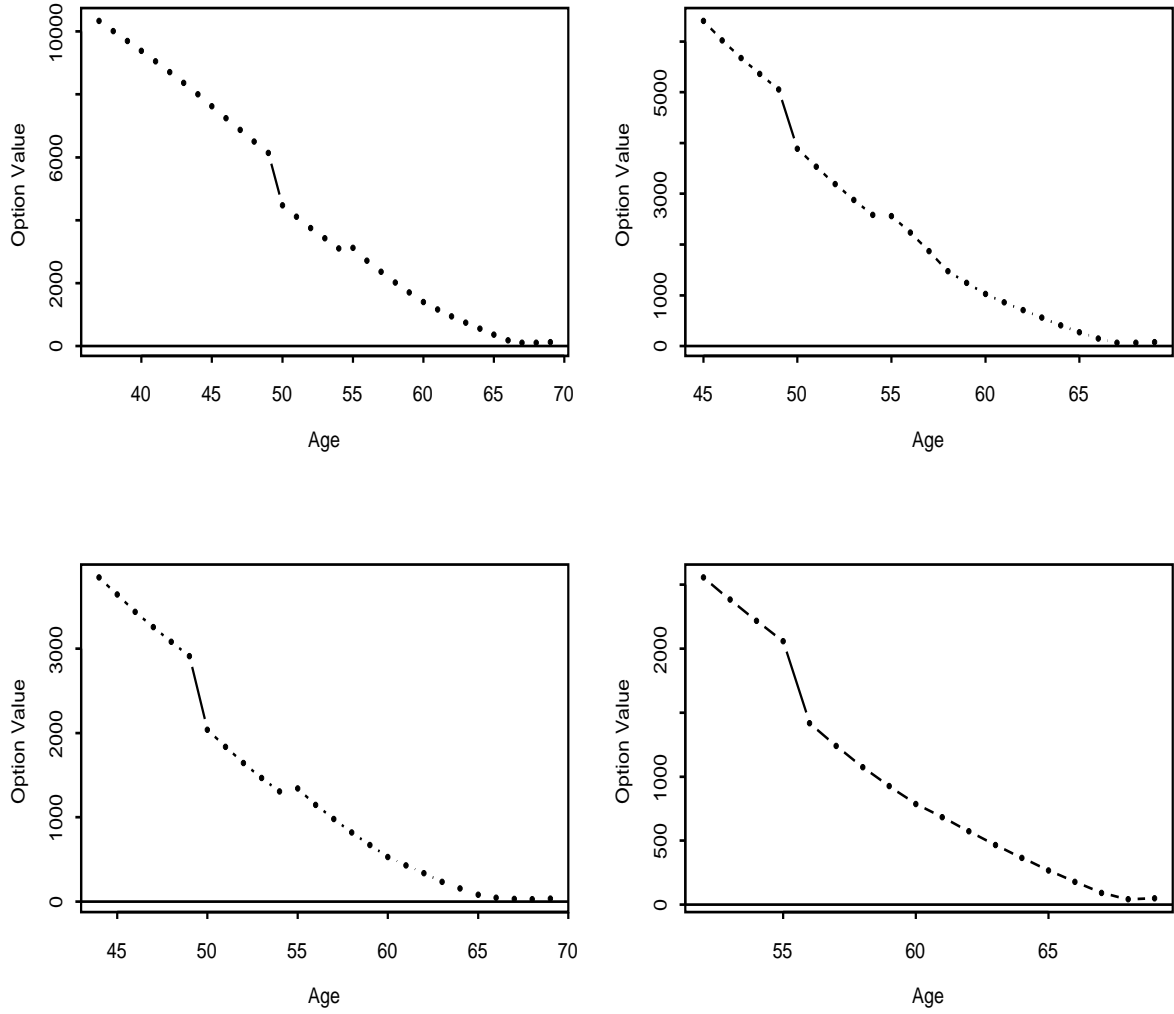 Option Value
0 2000 6000 10000
40 45 50 55 60 65 70
Age
Option Value
0 1000 3000 5000
45 50 55 60 65
Age
Option Value
0 1000 2000 3000
45 50 55 60 65 70
Age
Option Value
0 500 1000 2000
55 60 65
Age